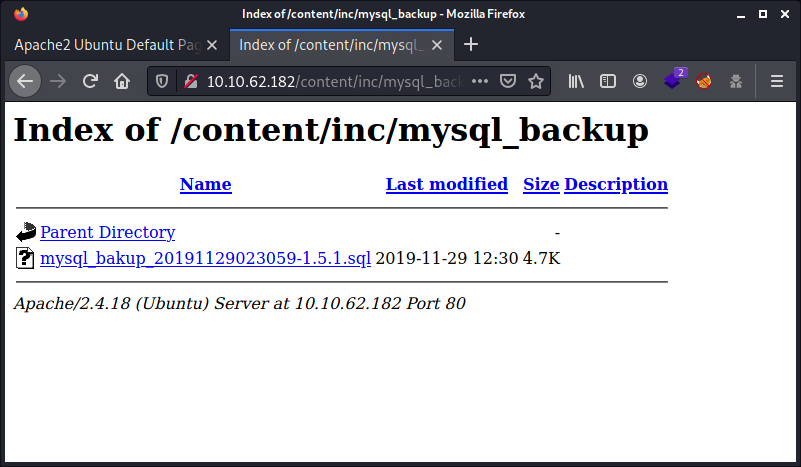 Index of /content/inc/mysql_backup - Mozilla Firefox
Apache2 Ubuntu Default Pag
Index of /content/inc/mysql_
10.10.62.182/content/inc/mysql_back
2
Index of /content/inc/mysql_backup
Name Last modified Size Description
Parent Directory -
mysql_bakup_20191129023059-1.5.1.sql 2019-11-29 12:30 4.7K
Apache/2.4.18 (Ubuntu) Server at 10.10.62.182 Port 80